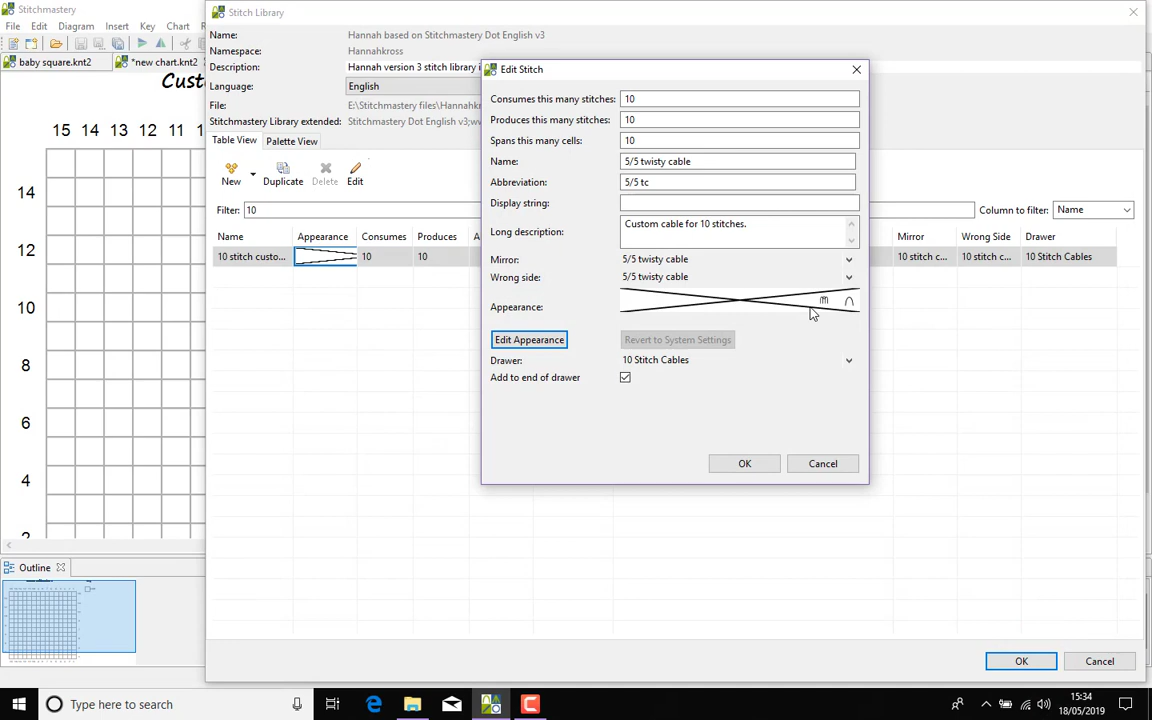 Stitchmastery
File Edit Diagram Insert Key Chart
baby square.knt2 *new chart.knt2
15 14 13 12 11
14
12
10
8
6
4
2
Outline
Stitch Library
Name: Hannah based on Stitchmastery Dot English v3
Namespace: Hannahkross
Description: Hannah version 3 stitch library i
Language: English
File: E:\Stitchmastery files\Hannahk
Stitchmastery Library extended: Stitchmastery Dot English v3;w
Table View Palette View
New Duplicate Delete Edit
Filter: 10 Column to filter: Name
Name Appearance Consumes Produces Mirror Wrong Side Drawer
10 stitch custo... 10 10 10 stitch c... 10 stitch c... 10 Stitch Cables
OK Cancel
Edit Stitch
Consumes this many stitches: 10
Produces this many stitches: 10
Spans this many cells: 10
Name: 5/5 twisty cable
Abbreviation: 5/5 tc
Display string:
Long description: Custom cable for 10 stitches.
Mirror: 5/5 twisty cable
Wrong side: 5/5 twisty cable
Appearance:
Edit Appearance Revert to System Settings
Drawer: 10 Stitch Cables
Add to end of drawer
OK Cancel
Type here to search
15:34
18/05/2019